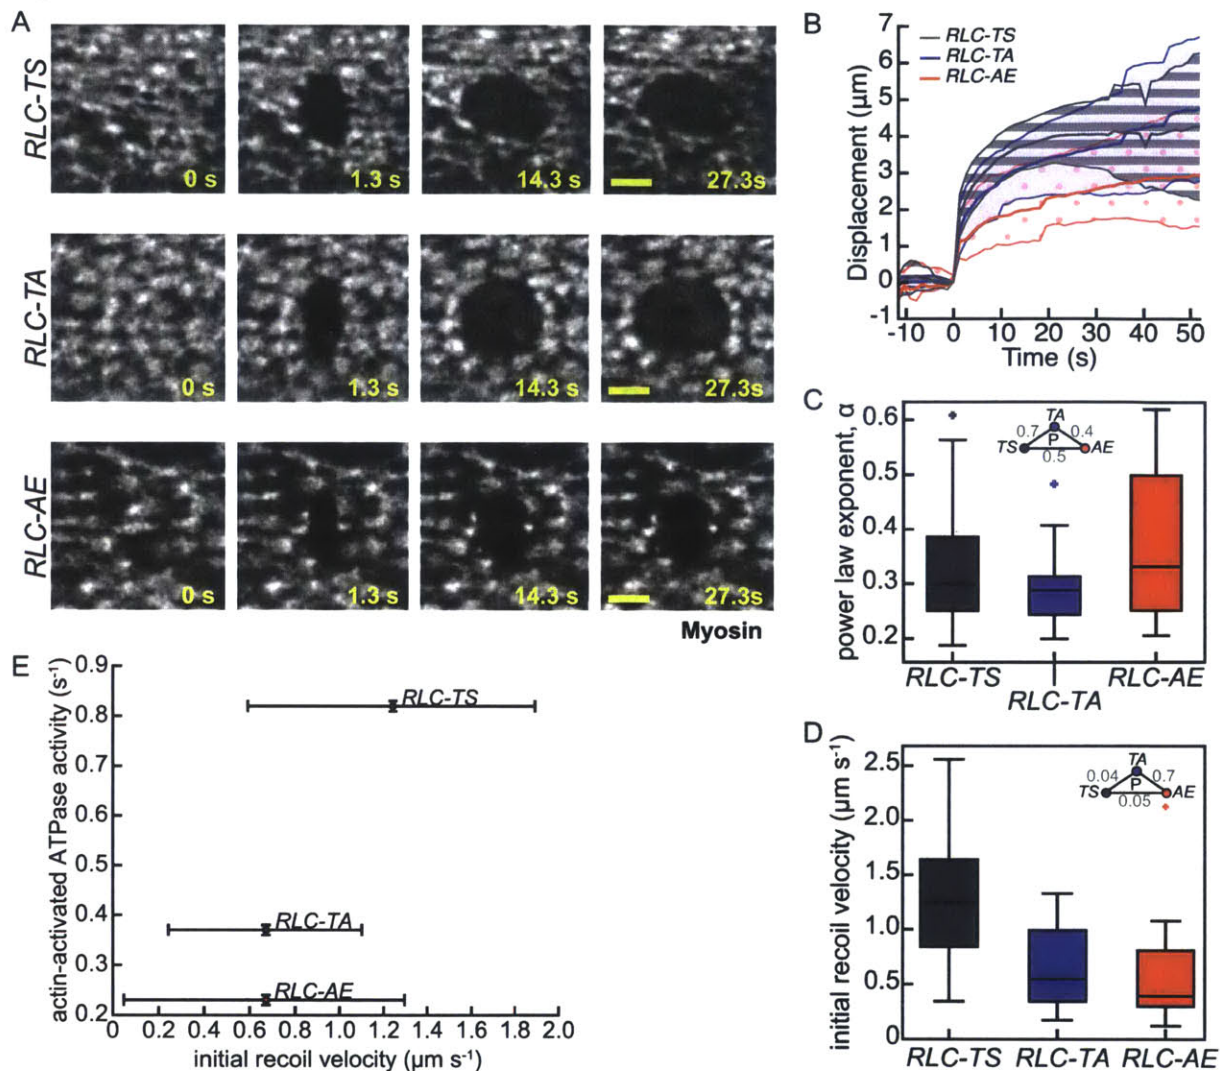 A
RLC-TS
0 s
1.3 s
14.3 s
27.3s
RLC-TA
0 s
1.3 s
14.3 s
27.3s
RLC-AE
0 s
1.3 s
14.3 s
27.3s
Myosin
B
Displacement (µm)
7
6
5
4
3
2
1
0
-1
RLC-TS
RLC-TA
RLC-AE
-10 0 10 20 30 40 50
Time (s)
C
power law exponent, α
0.6
0.5
0.4
0.3
0.2
TA
0.7 0.4
P
TS AE
0.5
RLC-TS
RLC-TA
RLC-AE
D
initial recoil velocity (µm s⁻¹)
2.5
2.0
1.5
1.0
0.5
0
TA
0.04 0.7
P
TS AE
0.05
RLC-TS RLC-TA RLC-AE
E
actin-activated ATPase activity (s⁻¹)
0.9
0.8
0.7
0.6
0.5
0.4
0.3
0.2
RLC-TS
RLC-TA
RLC-AE
0 0.2 0.4 0.6 0.8 1.0 1.2 1.4 1.6 1.8 2.0
initial recoil velocity (µm s⁻¹)